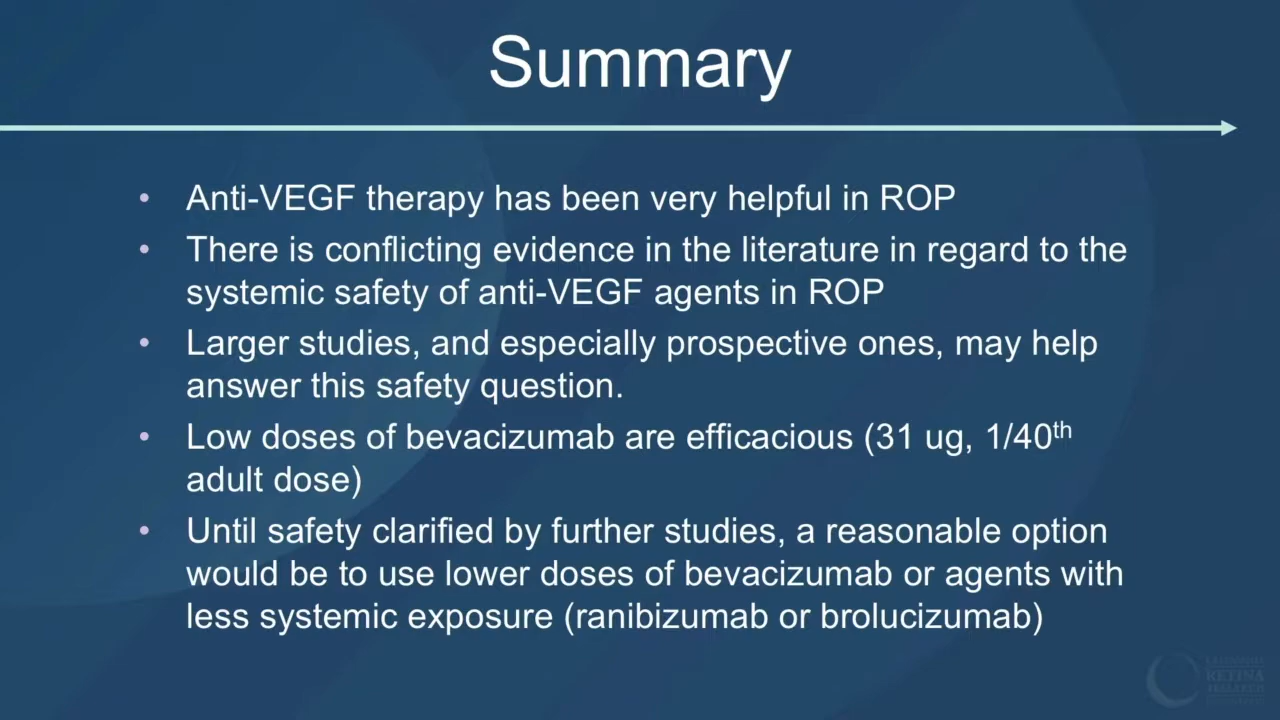 Summary
• Anti-VEGF therapy has been very helpful in ROP
• There is conflicting evidence in the literature in regard to the
systemic safety of anti-VEGF agents in ROP
• Larger studies, and especially prospective ones, may help
answer this safety question.
• Low doses of bevacizumab are efficacious (31 ug, 1/40th
adult dose)
• Until safety clarified by further studies, a reasonable option
would be to use lower doses of bevacizumab or agents with
less systemic exposure (ranibizumab or brolucizumab)
RETINA